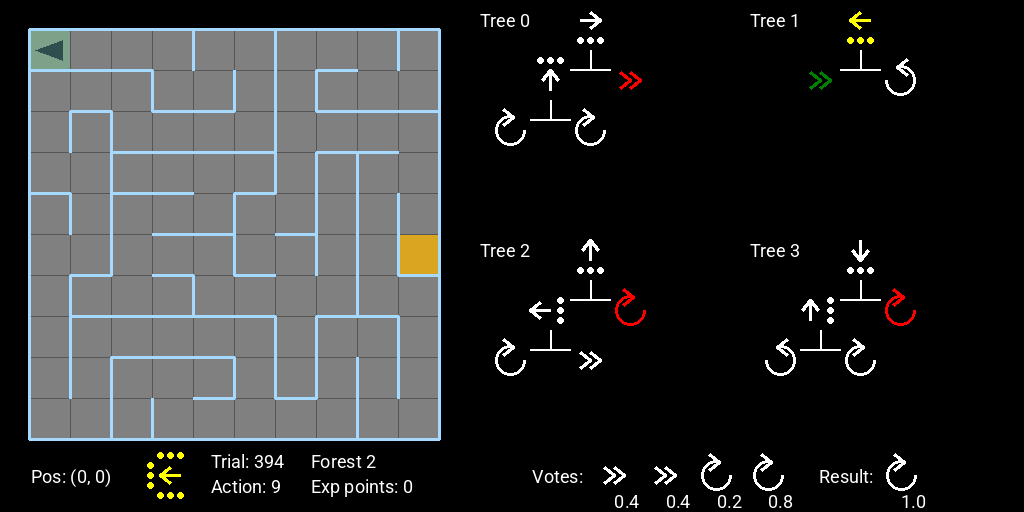 Tree 0
Tree 1
Tree 2
Tree 3
Pos: (0, 0)
Trial: 394
Forest 2
Action: 9
Exp points: 0
Votes:
0.4
0.4
0.2
0.8
Result:
1.0